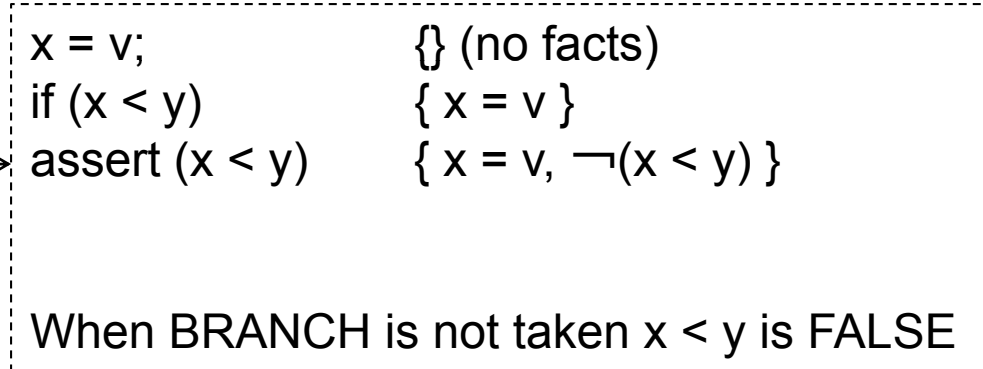 x = v; {} (no facts)
if (x < y) { x = v }
assert (x < y) { x = v, ¬(x < y) }
When BRANCH is not taken x < y is FALSE